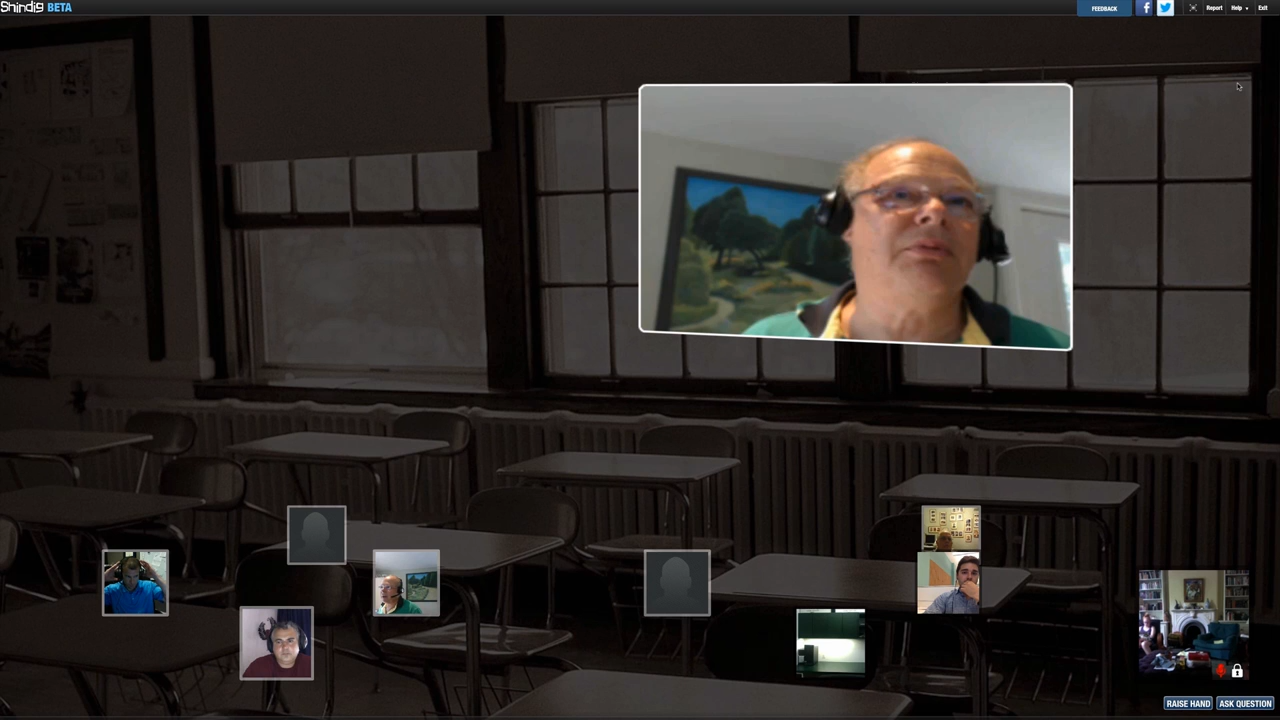 Shindig BETA
FEEDBACK
f
Report
Help
Exit
RAISE HAND
ASK QUESTION